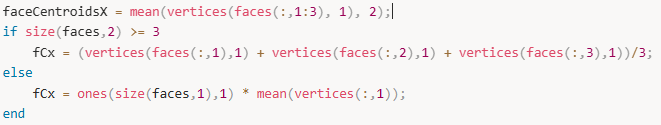 faceCentroidsX = mean(vertices(faces(:,1:3), 1), 2);
if size(faces,2) >= 3
    fCx = (vertices(faces(:,1),1) + vertices(faces(:,2),1) + vertices(faces(:,3),1))/3;
else
    fCx = ones(size(faces,1),1) * mean(vertices(:,1));
end